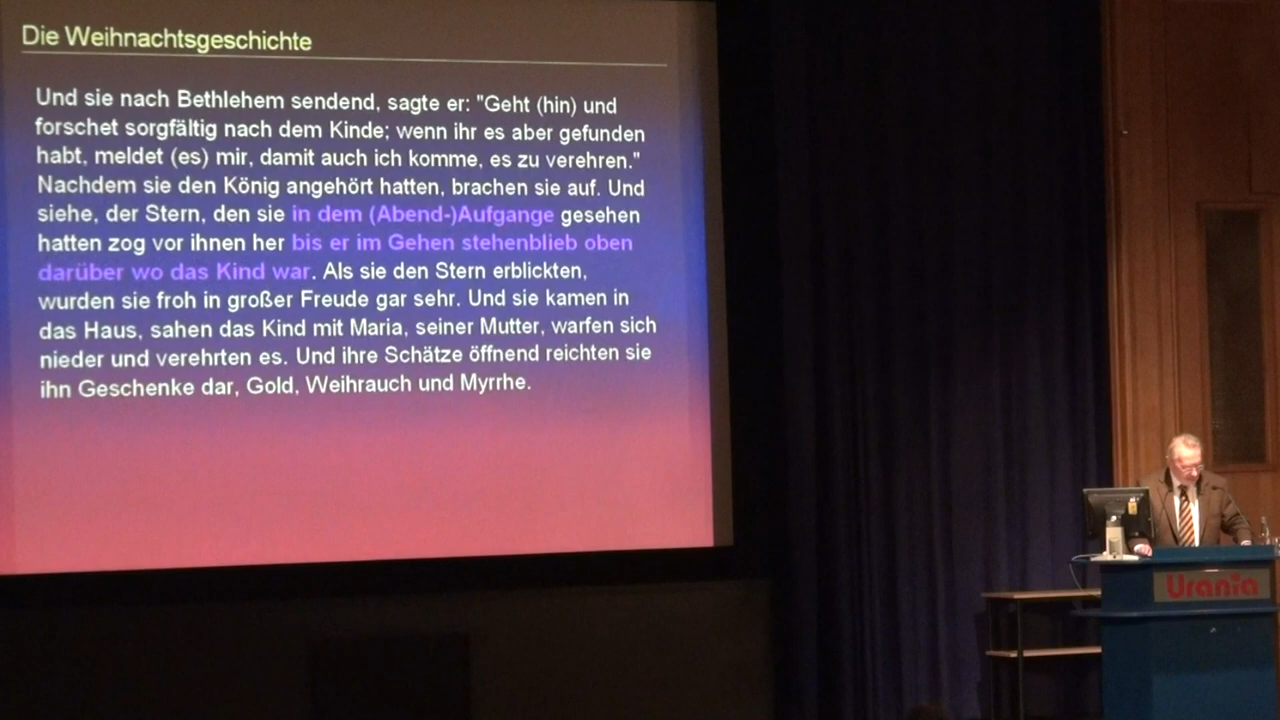 Die Weihnachtsgeschichte
Und sie nach Bethlehem sendend, sagte er: "Geht (hin) und
forschet sorgfältig nach dem Kinde; wenn ihr es aber gefunden
habt, meldet (es) mir, damit auch ich komme, es zu verehren."
Nachdem sie den König angehört hatten, brachen sie auf. Und
siehe, der Stern, den sie in dem (Abend-)Aufgange gesehen
hatten zog vor ihnen her bis er im Gehen stehenblieb oben
darüber wo das Kind war. Als sie den Stern erblickten,
wurden sie froh in großer Freude gar sehr. Und sie kamen in
das Haus, sahen das Kind mit Maria, seiner Mutter, warfen sich
nieder und verehrten es. Und ihre Schätze öffnend reichten sie
ihn Geschenke dar, Gold, Weihrauch und Myrrhe.
Urania